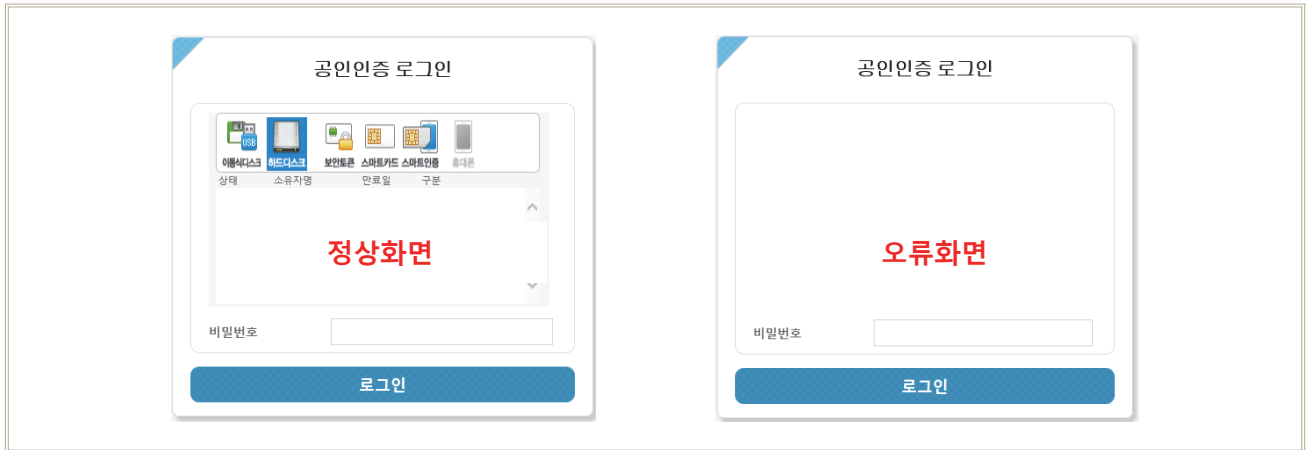 공인인증 로그인
USB
이동식디스크 하드디스크 보안토큰 스마트카드 스마트인증 휴대폰
상태 소유자명 만료일 구분
정상화면
비밀번호
로그인
공인인증 로그인
오류화면
비밀번호
로그인